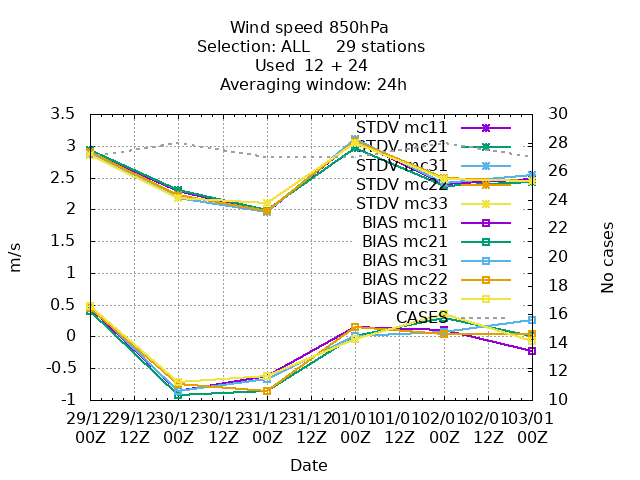 Wind speed 850hPa
Selection: ALL 29 stations
Used 12 + 24
Averaging window: 24h
3.5
3
2.5
2
1.5
1
0.5
0
-0.5
-1
m/s
30
28
26
24
22
20
18
16
14
12
10
No cases
STDV mc11
STDV mc21
STDV mc31
STDV mc22
STDV mc33
BIAS mc11
BIAS mc21
BIAS mc31
BIAS mc22
BIAS mc33
CASES
29/12 29/12 30/12 30/12 31/12 31/12 01/01 01/01 02/01 02/01 03/01
00Z 12Z 00Z 12Z 00Z 12Z 00Z 12Z 00Z 12Z 00Z
Date